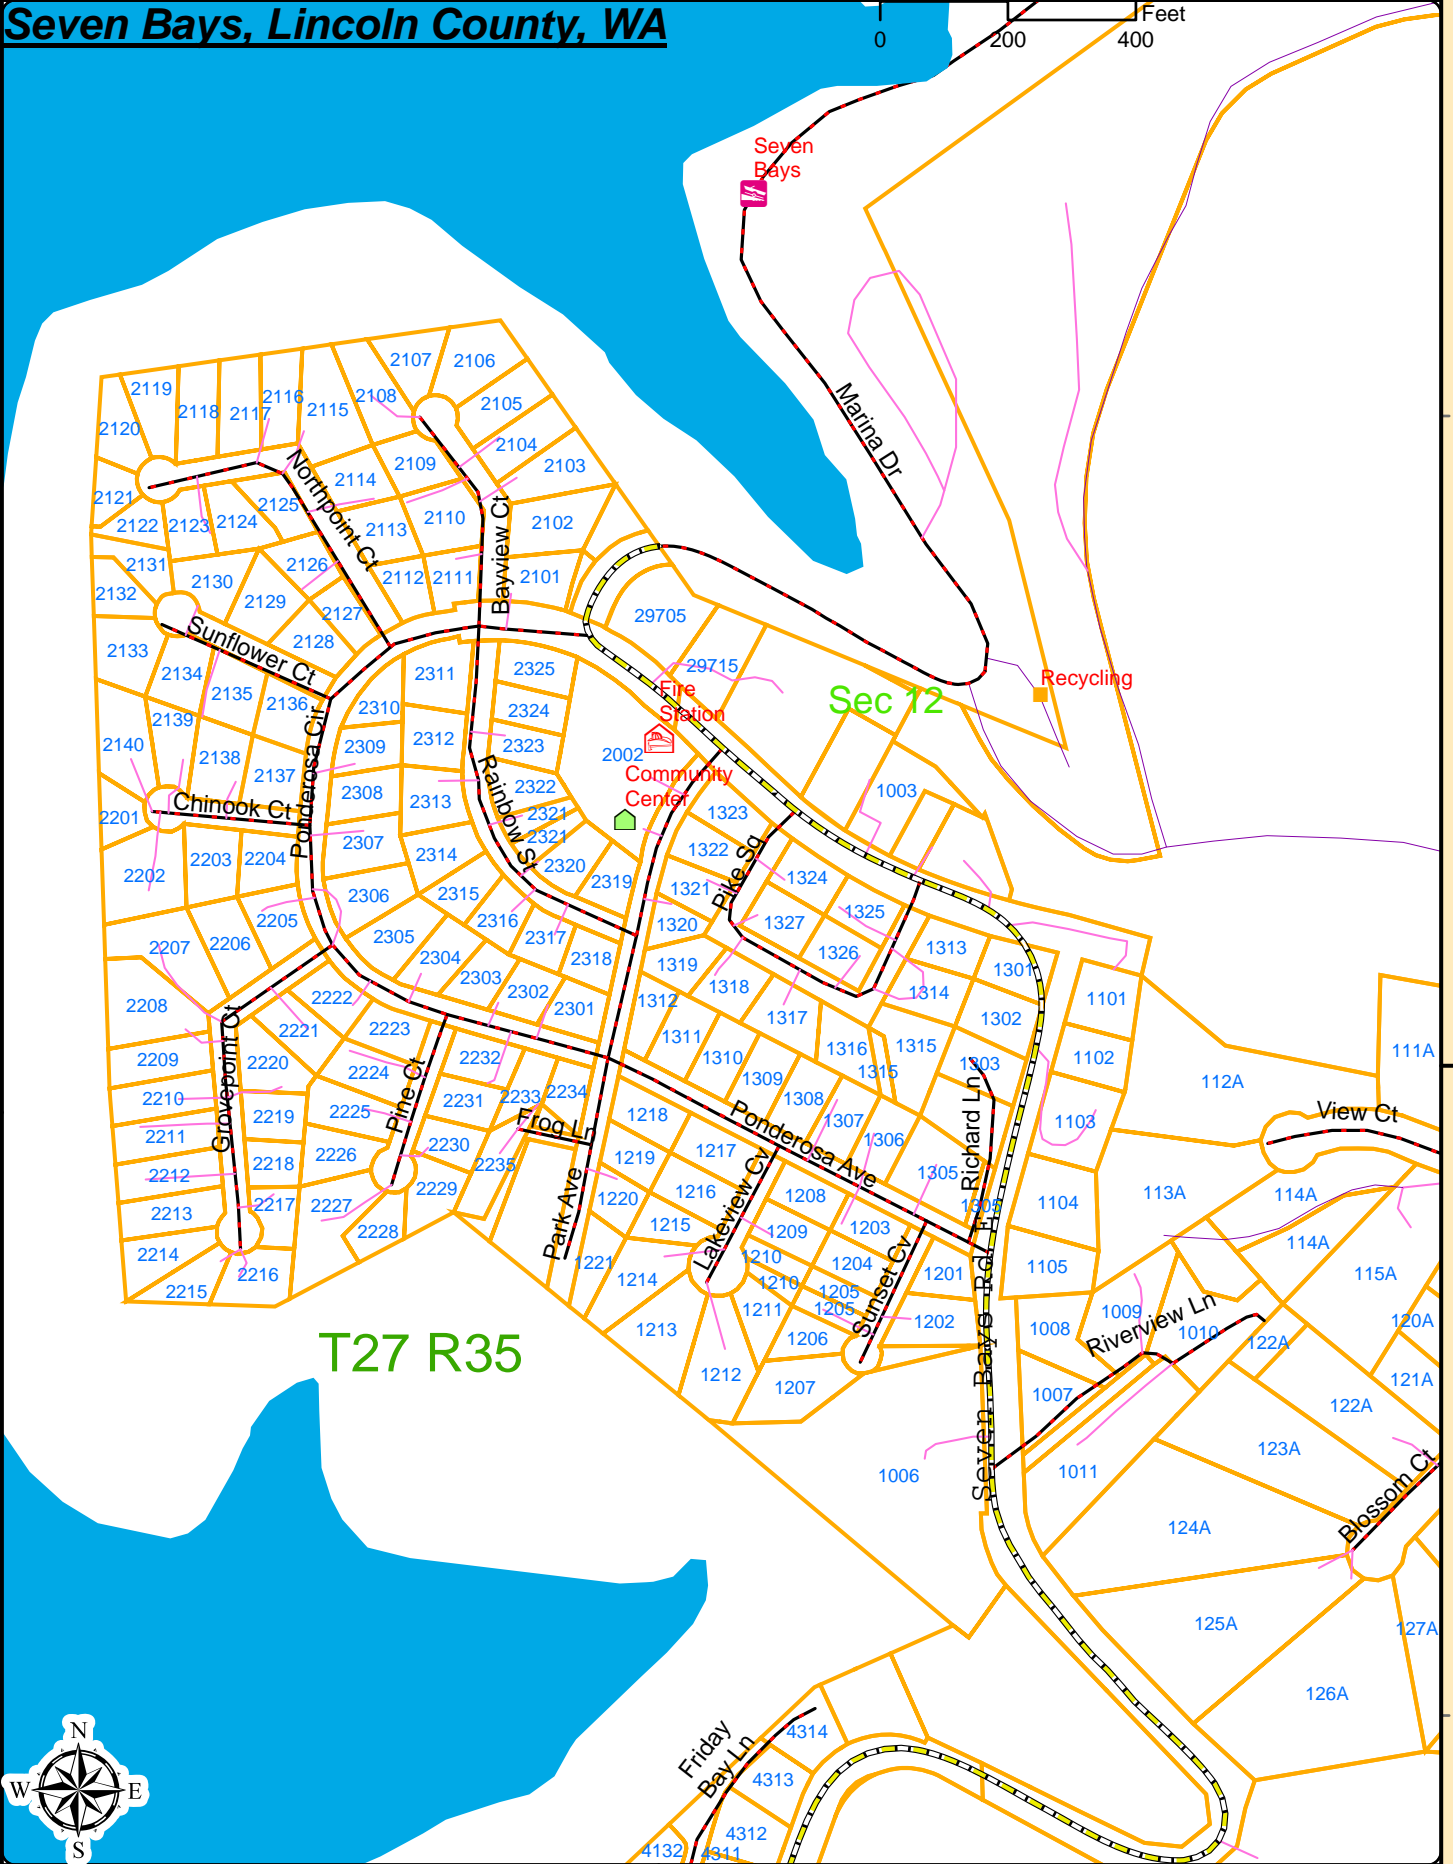 Seven Bays, Lincoln County, WA
Feet
0 200 400
Seven
Bays
Marina Dr
2107 2106
2119 2118 2117 2116 2115 2108 2105
2120 2104
2109 2103
2114
2121 2122 2123 2124 2125 2113 2110 2102
Northpoint Ct
Bayview Ct
2131 2130 2126 2112 2111 2101
2132 2129 2127
29705
2128
Sunflower Ct
2133 2134 2135 2136
2311 2325 29715
Recycling
Fire
Station
Sec 12
2310 2324
2139 2140 2138 2137
2309 2312 2323 2002
Ponderosa Cir
Rainbow St
Community
Center
2308 2313 2322 1003
Chinook Ct
2201 2321 1323
2321
2307 2314 2320 1322
Pike Sq
2202 2203 2204 2319 1321 1324
2306 2315 2316
2205 1320 1327 1325
2207 2206 2305 2304 2317 2318 1319 1326 1313
2303 1301
2208 2222 2302 2301 1312 1318 1314 1101
2221 2223 1311 1317 1302
2209 2220 2224 2232 1310 1316 1315 1303 1102 111A
1309 1315
Grovepoint Ct
Pine Ct
2210 2219 2225 2231 2233 2234 1218 1308 112A
Frog Ln
Ponderosa Ave
Richard Ln
View Ct
2211 2226 2230 1217 1307 1306 1103
2212 2218 2235 1219 1305
2213 2217 2227 2229 1220 1216 1208 1305 1104 113A 114A
Park Ave
Lakeview Cv
2214 2228 1215 1209 1203 114A
Sunset Cv
2215 2216 1221 1214 1210 1204 1201 1105 115A
1210 1205
1205
1213 1211 1206 1202 1008 1009 1010 122A 120A
Riverview Ln
Seven Bays Rd E
T27 R35
1212 1207 1007 121A
122A
1006 1011 123A
Blossom Ct
124A
125A 127A
126A
Friday
Bay Ln
4314
4313
4312
4132 4311
N
W E
S